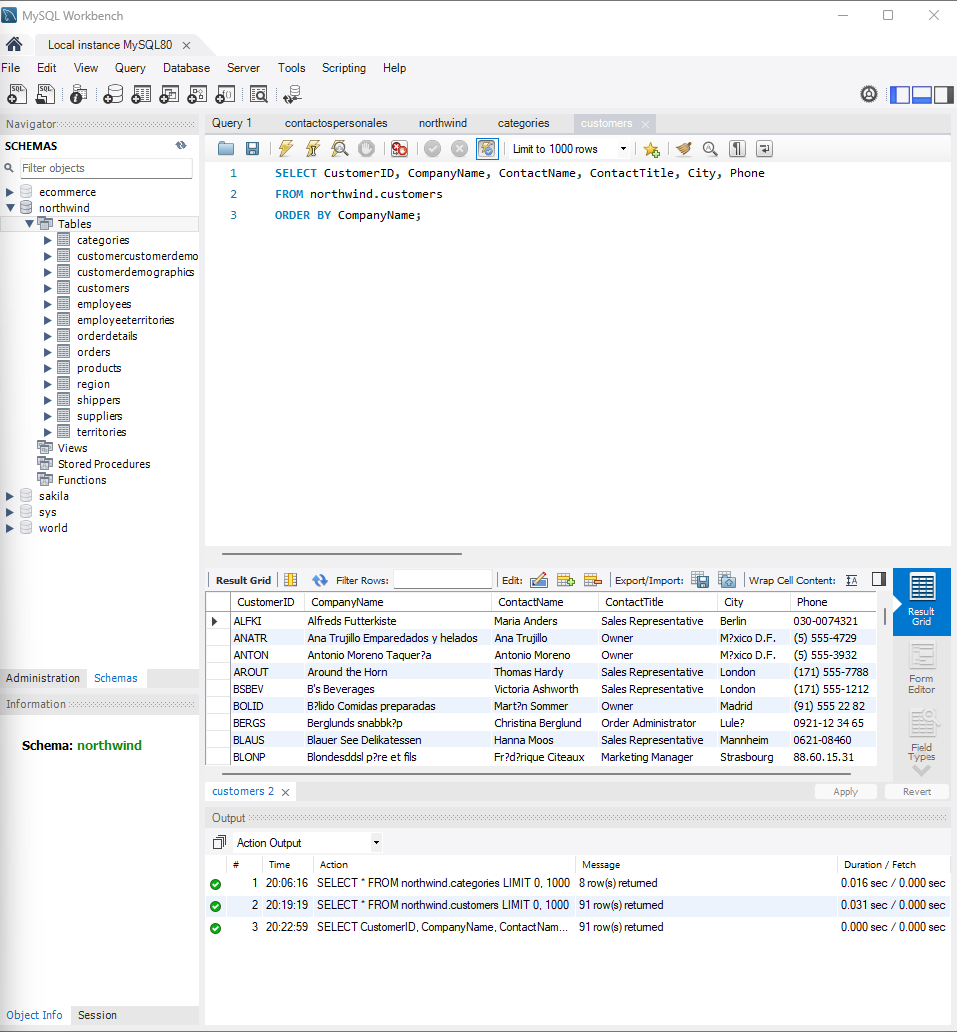 MySQL Workbench
Local instance MySQL80
File Edit View Query Database Server Tools Scripting Help
Navigator
SCHEMAS
Filter objects
ecommerce
northwind
Tables
categories
customercustomerdemo
customerdemographics
customers
employees
employeeterritories
orderdetails
orders
products
region
shippers
suppliers
territories
Views
Stored Procedures
Functions
sakila
sys
world
Administration Schemas
Information
Schema: northwind
Object Info Session
Query 1 contactospersonales northwind categories customers
Limit to 1000 rows
1 SELECT CustomerID, CompanyName, ContactName, ContactTitle, City, Phone
2 FROM northwind.customers
3 ORDER BY CompanyName;
Result Grid Filter Rows: Edit: Export/Import: Wrap Cell Content: IA
CustomerID CompanyName ContactName ContactTitle City Phone
ALFKI Alfreds Futterkiste Maria Anders Sales Representative Berlin 030-0074321
ANATR Ana Trujillo Emparedados y helados Ana Trujillo Owner M?xico D.F. (5) 555-4729
ANTON Antonio Moreno Taquer?a Antonio Moreno Owner M?xico D.F. (5) 555-3932
AROUT Around the Horn Thomas Hardy Sales Representative London (171) 555-7788
BSBEV B's Beverages Victoria Ashworth Sales Representative London (171) 555-1212
BOLID B?lido Comidas preparadas Mart?n Sommer Owner Madrid (91) 555 22 82
BERGS Berglunds snabbk?p Christina Berglund Order Administrator Lule? 0921-12 34 65
BLAUS Blauer See Delikatessen Hanna Moos Sales Representative Mannheim 0621-08460
BLONP Blondesddsl p?re et fils Fr?d?rique Citeaux Marketing Manager Strasbourg 88.60.15.31
Result Grid
Form Editor
Field Types
customers 2 Apply Revert
Output
Action Output
# Time Action Message Duration / Fetch
1 20:06:16 SELECT * FROM northwind.categories LIMIT 0, 1000 8 row(s) returned 0.016 sec / 0.000 sec
2 20:19:19 SELECT * FROM northwind.customers LIMIT 0, 1000 91 row(s) returned 0.031 sec / 0.000 sec
3 20:22:59 SELECT CustomerID, CompanyName, ContactNam... 91 row(s) returned 0.000 sec / 0.000 sec